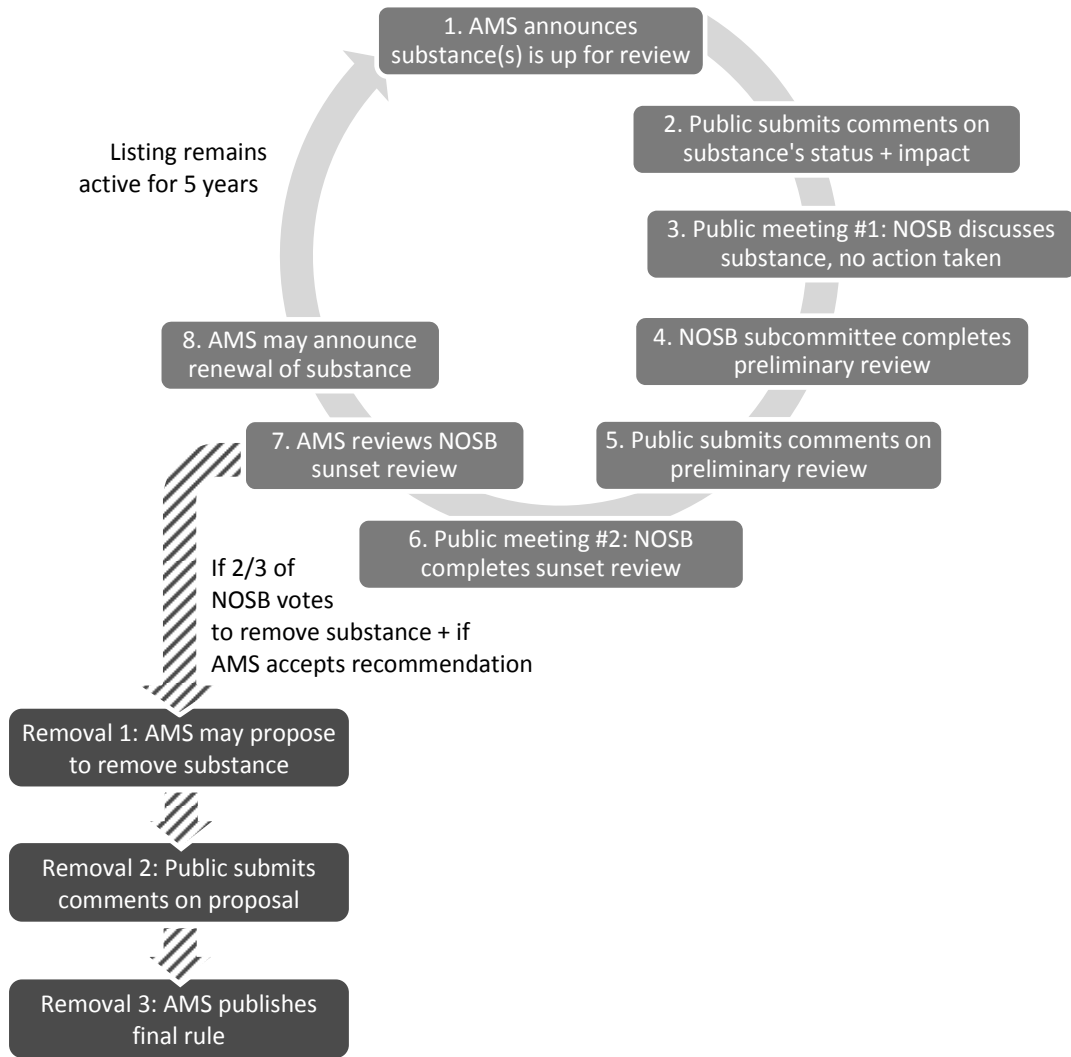 1. AMS announces
substance(s) is up for review
2. Public submits comments on
substance's status + impact
3. Public meeting #1: NOSB discusses
substance, no action taken
4. NOSB subcommittee completes
preliminary review
5. Public submits comments on
preliminary review
6. Public meeting #2: NOSB
completes sunset review
7. AMS reviews NOSB
sunset review
8. AMS may announce
renewal of substance
Listing remains
active for 5 years
If 2/3 of
NOSB votes
to remove substance + if
AMS accepts recommendation
Removal 1: AMS may propose
to remove substance
Removal 2: Public submits
comments on proposal
Removal 3: AMS publishes
final rule